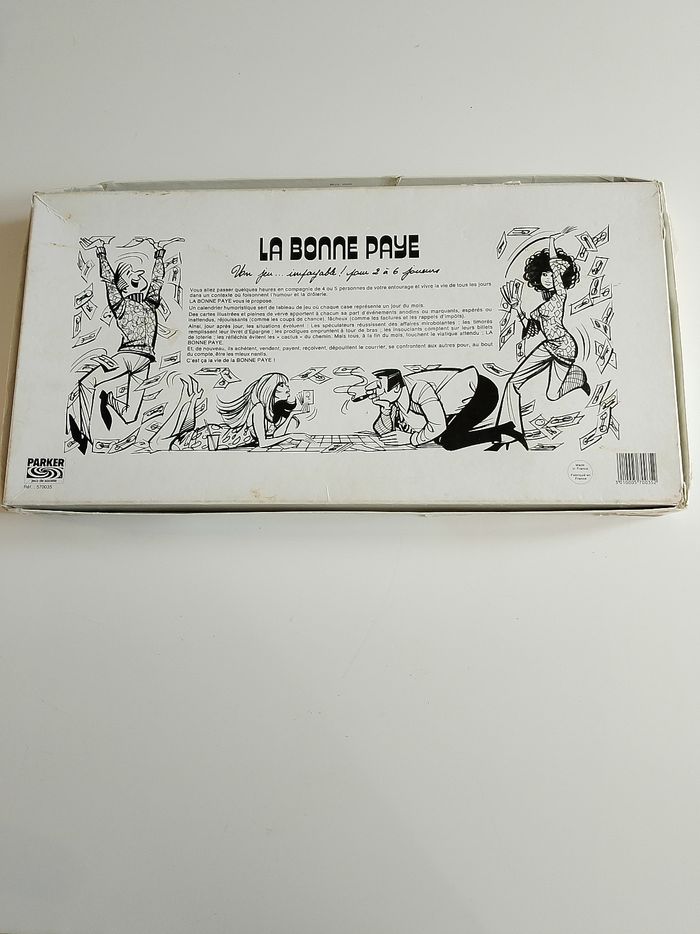 LA BONNE PAYE
Un jeu... impayable ! pour 2 à 6 joueurs
Vous allez passer quelques heures en compagnie de 4 ou 5 personnes de votre entourage et vivre la vie de tous les jours
dans un contexte où foisonnent l'humour et la drôlerie.
LA BONNE PAYE vous le propose.
Un calendrier humoristique sert de tableau de jeu où chaque case représente un jour du mois.
Des cartes illustrées et pleines de verve apportent à chacun sa part d'événements anodins ou marquants, espérés ou
inattendus, réjouissants (comme les coups de chance), fâcheux (comme les factures et les rappels d'impôts).
Ainsi, jour après jour, les situations évoluent : Les spéculateurs réussissent des affaires mirobolantes ; les timorés
remplissent leur livret d'Epargne ; les prodigues empruntent à tour de bras ; les insouciants comptent sur leurs billets
de loterie ; les réfléchis évitent les « cactus » du chemin. Mais tous, à la fin du mois, touchent le viatique attendu ; LA
BONNE PAYE.
Et, de nouveau, ils achètent, vendent, payent, reçoivent, dépouillent le courrier, se confrontent aux autres pour, au bout
du compte, être les mieux nantis.
C'est ça la vie de la BONNE PAYE !
PARKER
jeux de société
Réf. : 570035
Made
in France
Fabriqué en
France
3 010005 700352